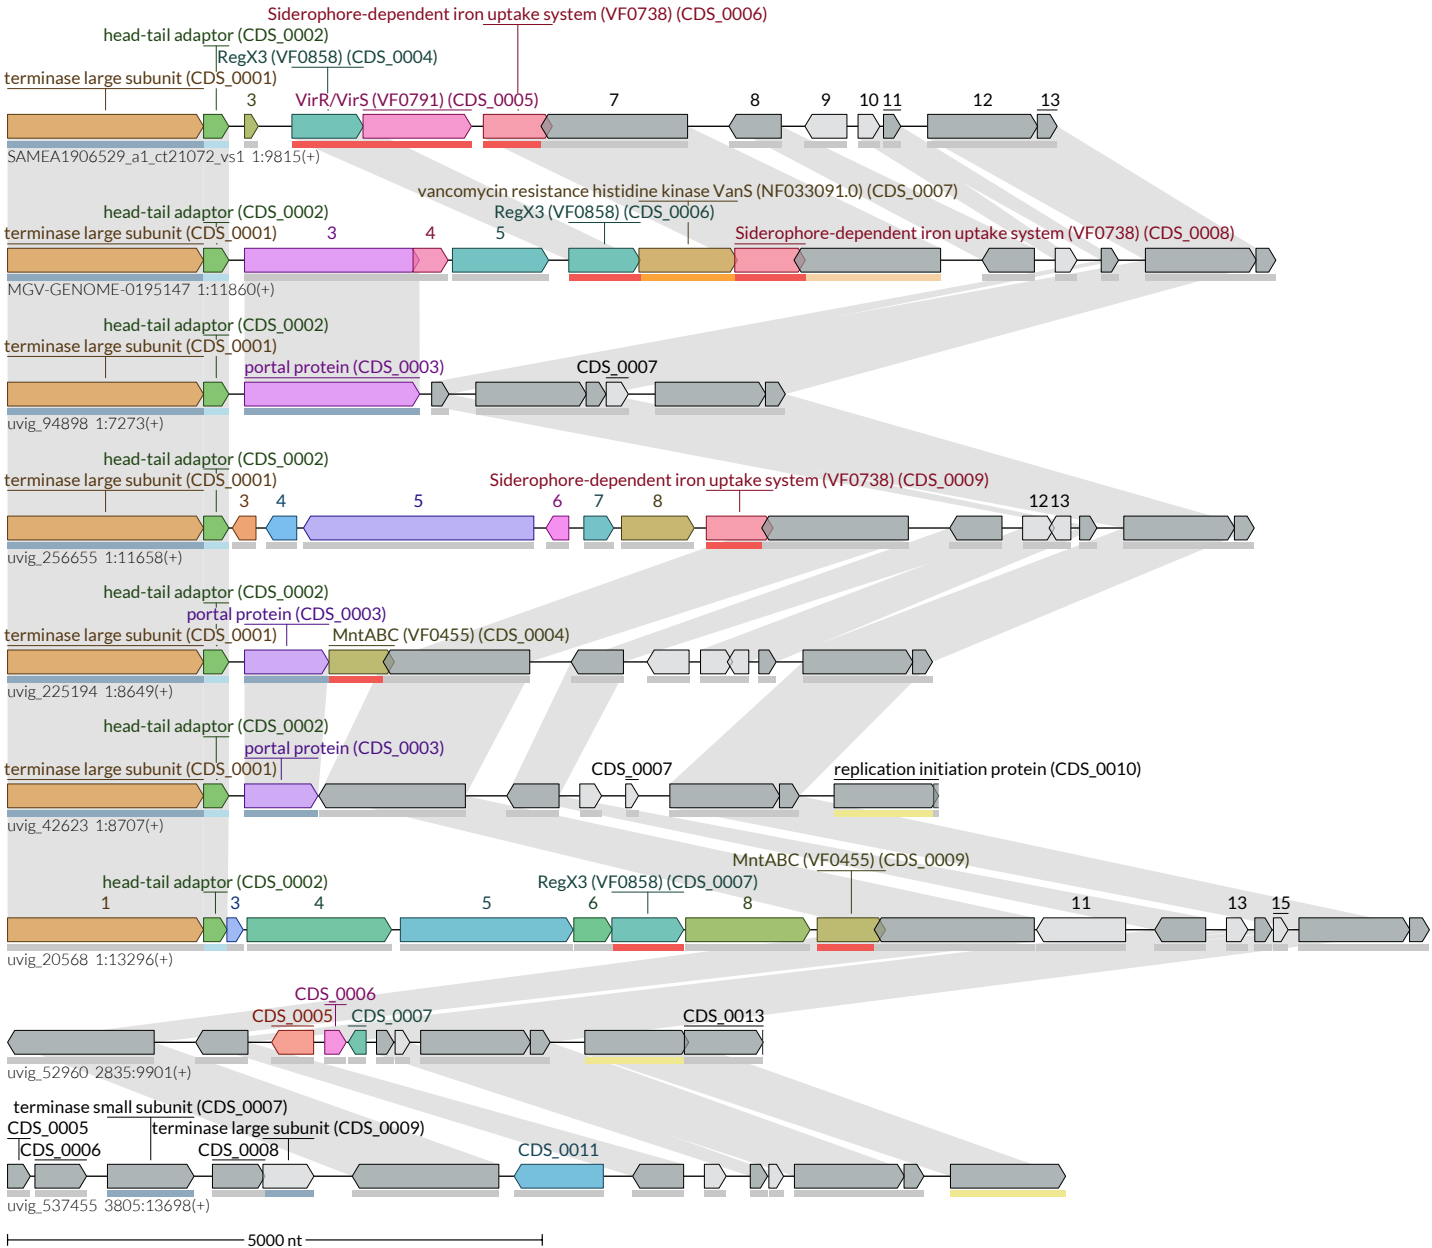 Siderophore-dependent iron uptake system (VF0738) (CDS_0006)
head-tail adaptor (CDS_0002)
RegX3 (VF0858) (CDS_0004)
terminase large subunit (CDS_0001)
3 VirR/VirS (VF0791) (CDS_0005) 7 8 9 10 11 12 13
SAMEA1906529_a1_ct21072_vs1 1:9815(+)
vancomycin resistance histidine kinase VanS (NF033091.0) (CDS_0007)
head-tail adaptor (CDS_0002) RegX3 (VF0858) (CDS_0006)
terminase large subunit (CDS_0001) 3 4 5 Siderophore-dependent iron uptake system (VF0738) (CDS_0008)
MGV-GENOME-0195147 1:11860(+)
head-tail adaptor (CDS_0002)
terminase large subunit (CDS_0001)
portal protein (CDS_0003) CDS_0007
uvig_94898 1:7273(+)
head-tail adaptor (CDS_0002)
terminase large subunit (CDS_0001) Siderophore-dependent iron uptake system (VF0738) (CDS_0009)
3 4 5 6 7 8 12 13
uvig_256655 1:11658(+)
head-tail adaptor (CDS_0002)
portal protein (CDS_0003)
terminase large subunit (CDS_0001) MntABC (VF0455) (CDS_0004)
uvig_225194 1:8649(+)
head-tail adaptor (CDS_0002)
portal protein (CDS_0003)
terminase large subunit (CDS_0001) CDS_0007 replication initiation protein (CDS_0010)
uvig_42623 1:8707(+)
MntABC (VF0455) (CDS_0009)
head-tail adaptor (CDS_0002) RegX3 (VF0858) (CDS_0007)
1 3 4 5 6 8 11 13 15
uvig_20568 1:13296(+)
CDS_0006
CDS_0005 CDS_0007 CDS_0013
uvig_52960 2835:9901(+)
terminase small subunit (CDS_0007)
CDS_0005 terminase large subunit (CDS_0009)
CDS_0006 CDS_0008 CDS_0011
uvig_537455 3805:13698(+)
5000 nt